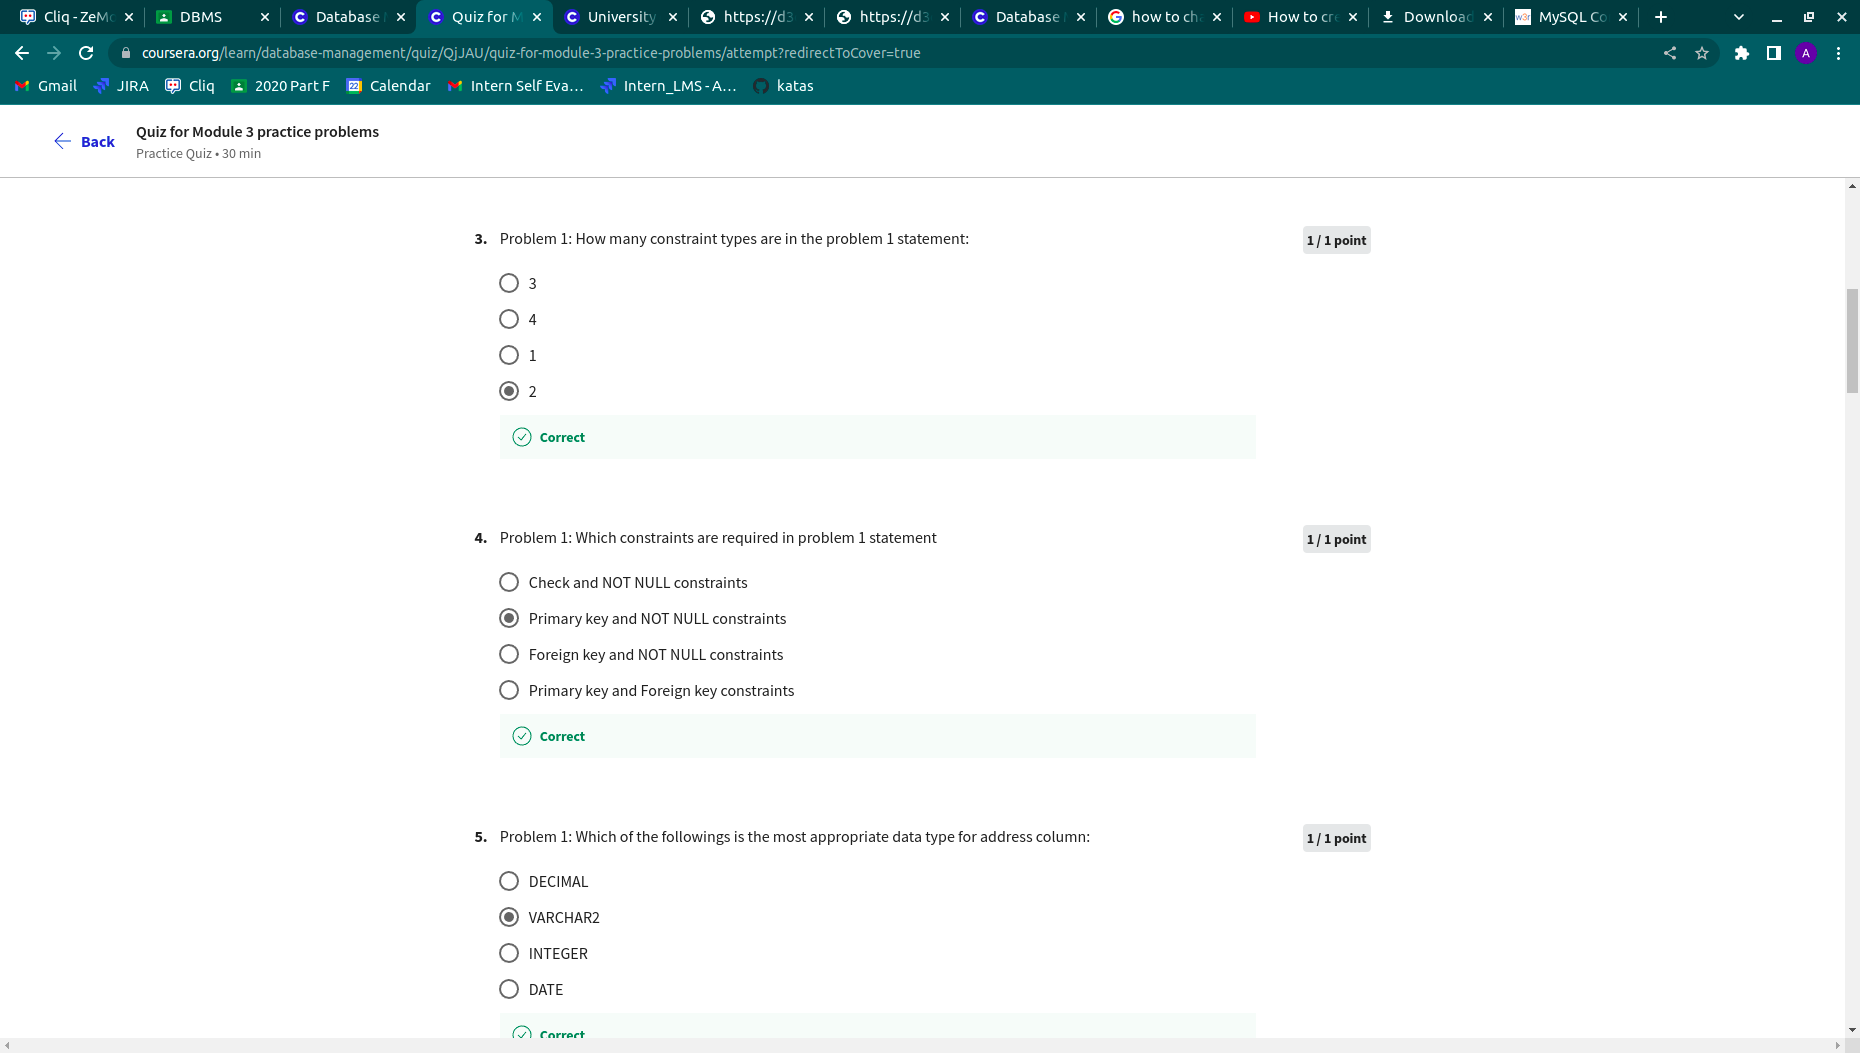 Cliq - ZeMo
DBMS
Database M
Quiz for M
University
https://d3
https://d3
Database
how to ch
How to cre
Download
MySQL Co
coursera.org/learn/database-management/quiz/QjJAU/quiz-for-module-3-practice-problems/attempt?redirectToCover=true
A
Gmail
JIRA
Cliq
2020 Part F
Calendar
Intern Self Eva...
Intern_LMS - A...
katas
Back
Quiz for Module 3 practice problems
Practice Quiz • 30 min
3. Problem 1: How many constraint types are in the problem 1 statement:
1 / 1 point
3
4
1
2
Correct
4. Problem 1: Which constraints are required in problem 1 statement
1 / 1 point
Check and NOT NULL constraints
Primary key and NOT NULL constraints
Foreign key and NOT NULL constraints
Primary key and Foreign key constraints
Correct
5. Problem 1: Which of the followings is the most appropriate data type for address column:
1 / 1 point
DECIMAL
VARCHAR2
INTEGER
DATE
Correct